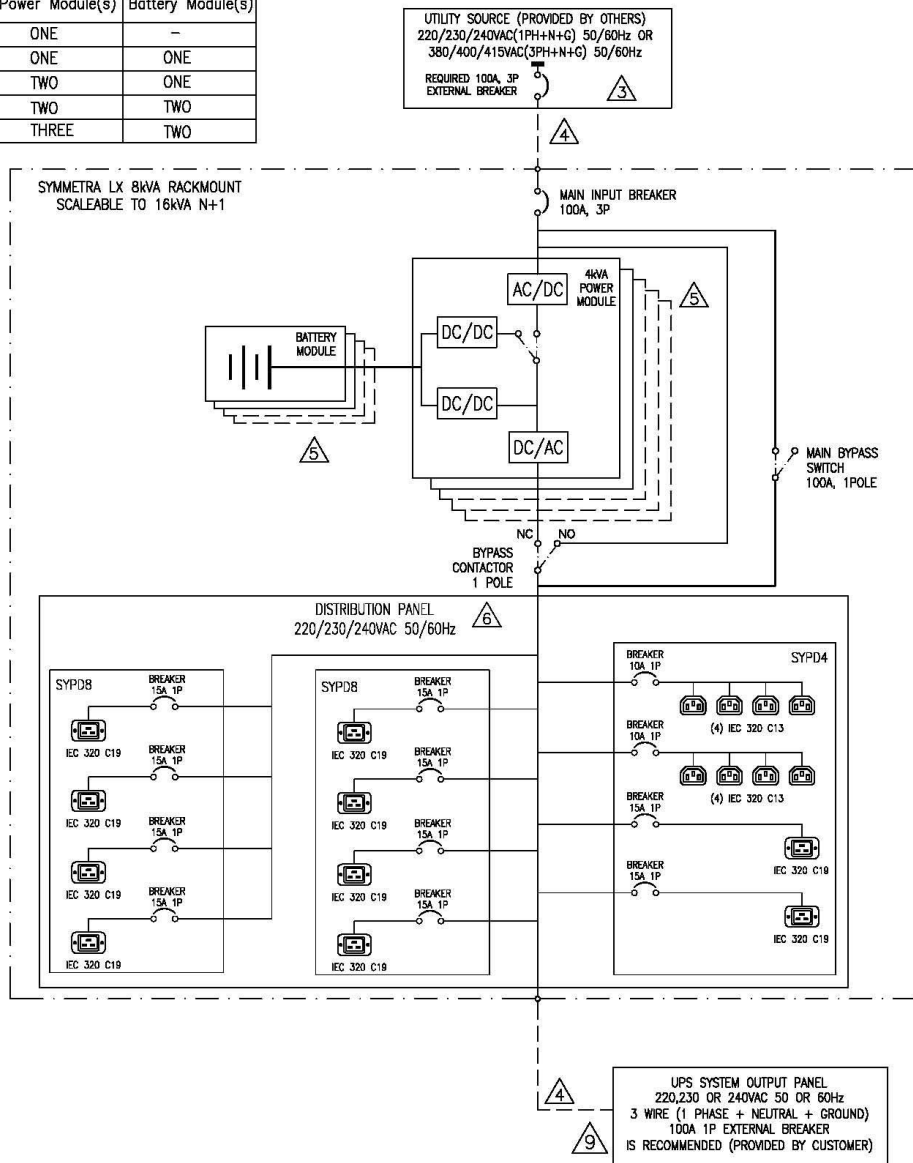 Power Module(s) Battery Module(s)
ONE –
ONE ONE
TWO ONE
TWO TWO
THREE TWO
UTILITY SOURCE (PROVIDED BY OTHERS)
220/230/240VAC(1PH+N+G) 50/60Hz OR
380/400/415VAC(3PH+N+G) 50/60Hz
REQUIRED 100A, 3P
EXTERNAL BREAKER
3
4
SYMMETRA LX 8kVA RACKMOUNT
SCALEABLE TO 16kVA N+1
MAIN INPUT BREAKER
100A, 3P
AC/DC
4kVA
POWER
MODULE
5
BATTERY
MODULE
DC/DC
DC/DC
5
DC/AC
MAIN BYPASS
SWITCH
100A, 1POLE
NC NO
BYPASS
CONTACTOR
1 POLE
DISTRIBUTION PANEL
220/230/240VAC 50/60Hz
6
SYPD8
BREAKER
15A 1P
IEC 320 C19
BREAKER
15A 1P
IEC 320 C19
BREAKER
15A 1P
IEC 320 C19
BREAKER
15A 1P
IEC 320 C19
SYPD8
BREAKER
15A 1P
IEC 320 C19
BREAKER
15A 1P
IEC 320 C19
BREAKER
15A 1P
IEC 320 C19
BREAKER
15A 1P
IEC 320 C19
SYPD4
BREAKER
10A 1P
(4) IEC 320 C13
BREAKER
10A 1P
(4) IEC 320 C13
BREAKER
15A 1P
IEC 320 C19
BREAKER
15A 1P
IEC 320 C19
4
9
UPS SYSTEM OUTPUT PANEL
220,230 OR 240VAC 50 OR 60Hz
3 WIRE (1 PHASE + NEUTRAL + GROUND)
100A 1P EXTERNAL BREAKER
IS RECOMMENDED (PROVIDED BY CUSTOMER)